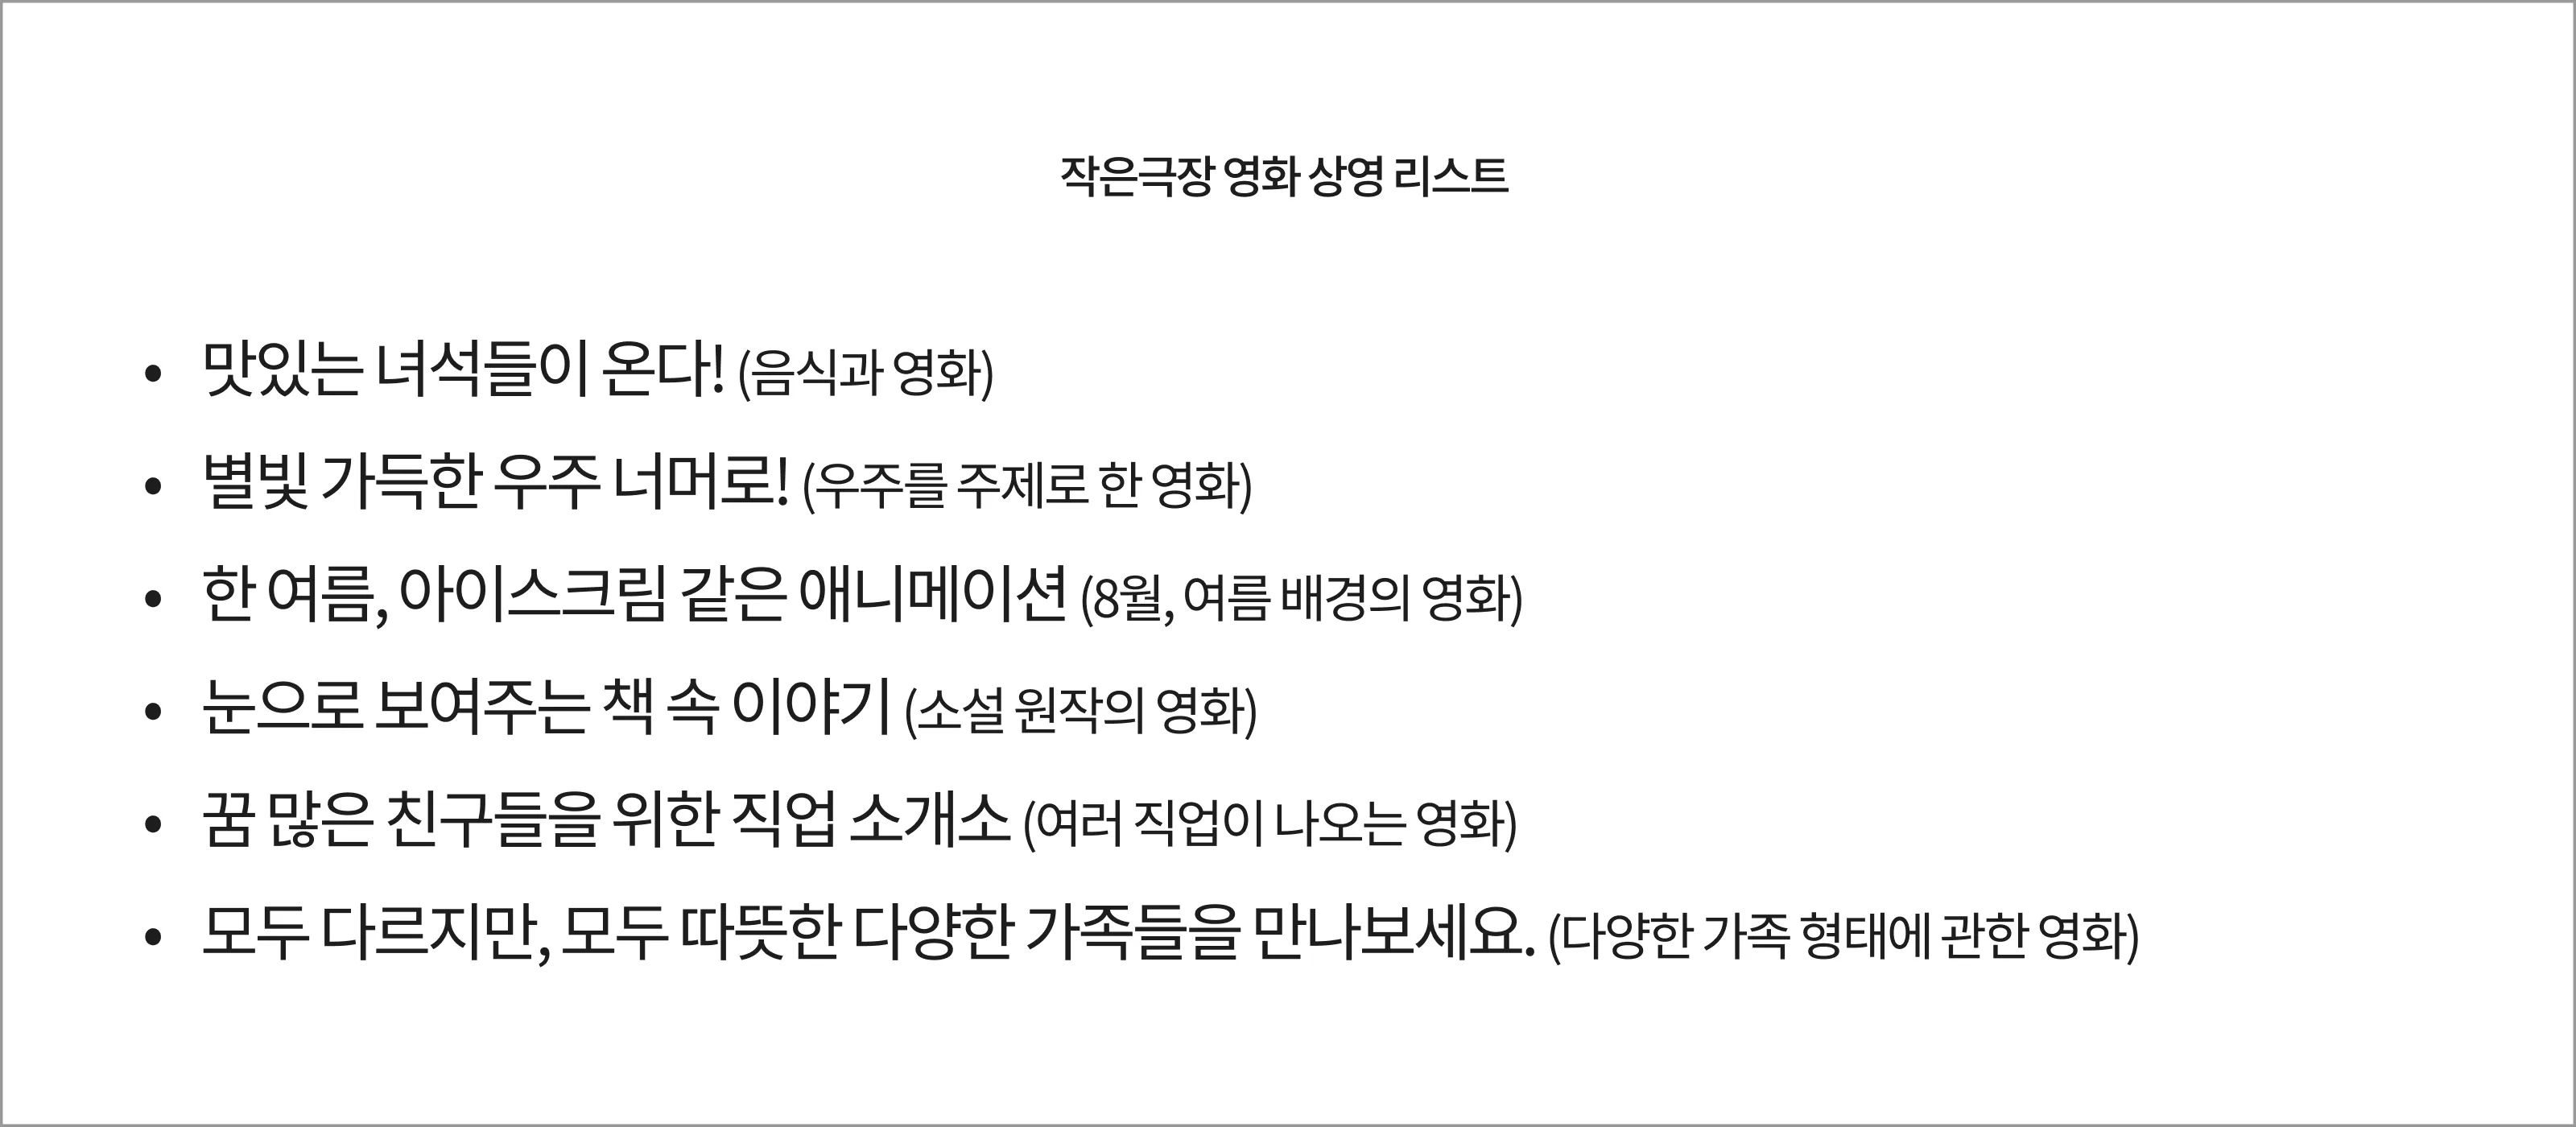 작은극장 영화 상영 리스트
• 맛있는 녀석들이 온다! (음식과 영화)
• 별빛 가득한 우주 너머로! (우주를 주제로 한 영화)
• 한 여름, 아이스크림 같은 애니메이션 (8월, 여름 배경의 영화)
• 눈으로 보여주는 책 속 이야기 (소설 원작의 영화)
• 꿈 많은 친구들을 위한 직업 소개소 (여러 직업이 나오는 영화)
• 모두 다르지만, 모두 따뜻한 다양한 가족들을 만나보세요. (다양한 가족 형태에 관한 영화)